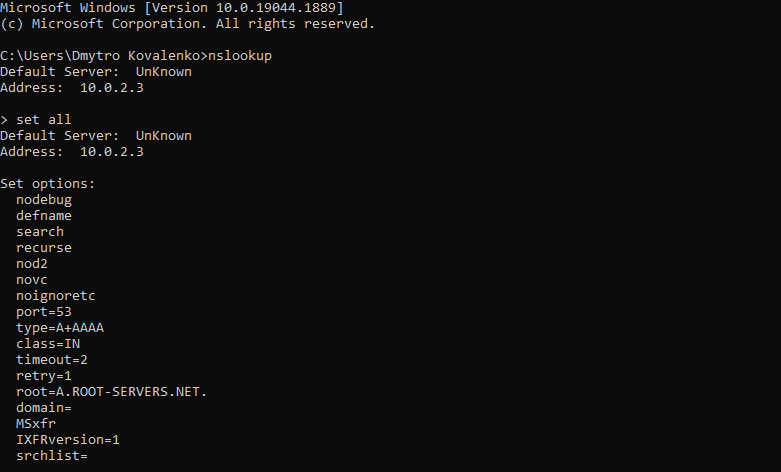 Microsoft Windows [Version 10.0.19044.1889]
(c) Microsoft Corporation. All rights reserved.
C:\Users\Dmytro Kovalenko>nslookup
Default Server:  UnKnown
Address:  10.0.2.3
> set all
Default Server:  UnKnown
Address:  10.0.2.3
Set options:
  nodebug
  defname
  search
  recurse
  nod2
  novc
  noignoretc
  port=53
  type=A+AAAA
  class=IN
  timeout=2
  retry=1
  root=A.ROOT-SERVERS.NET.
  domain=
  MSxfr
  IXFRversion=1
  srchlist=